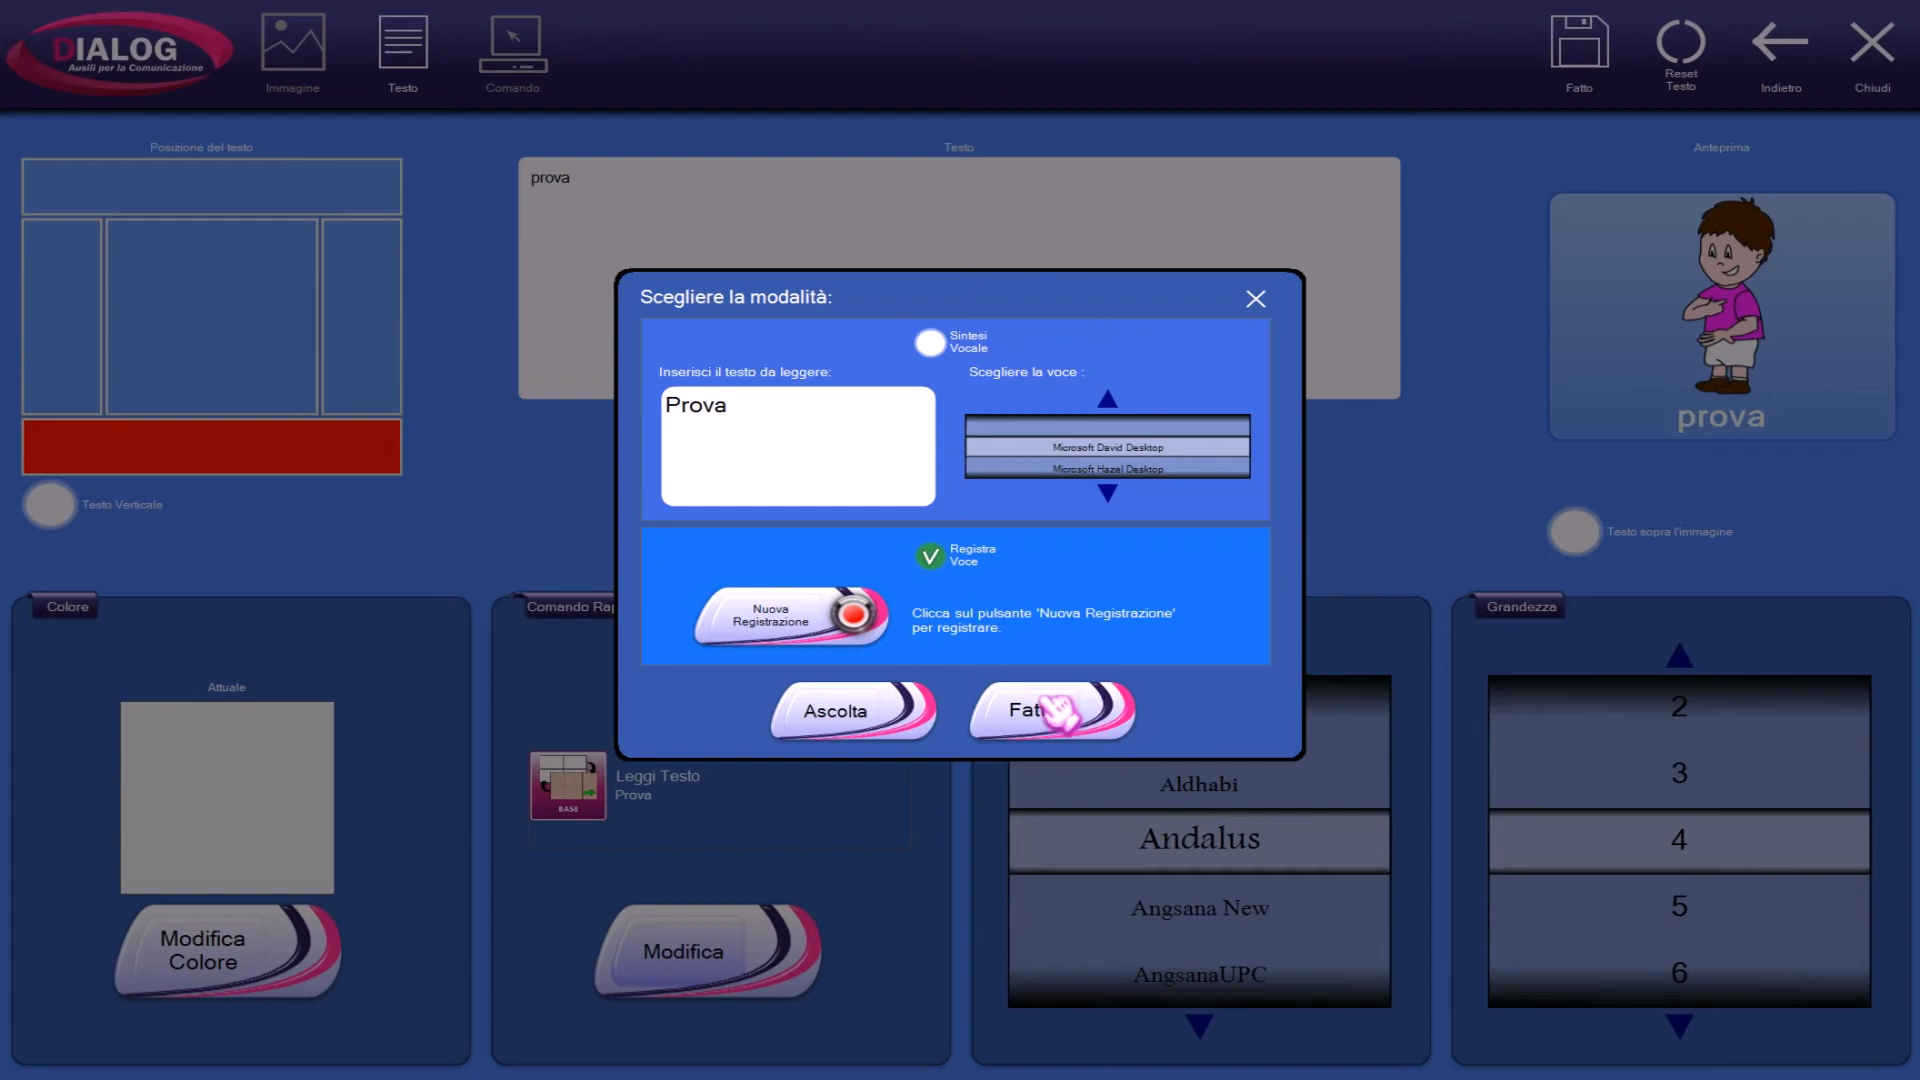 DIALOG
Ausili per la Comunicazione
Immagine
Testo
Comando
Fatto
Reset
Testo
Indietro
Chiudi
Posizione del testo
Testo
Anteprima
prova
prova
Testo Verticale
Testo sopra l'immagine
Scegliere la modalità:
Sintesi
Vocale
Inserisci il testo da leggere:
Scegliere la voce :
Prova
Microsoft David Desktop
Microsoft Hazel Desktop
Registra
Voce
Nuova
Registrazione
Clicca sul pulsante 'Nuova Registrazione'
per registrare.
Ascolta
Colore
Attuale
Modifica
Colore
Comando Rap
Leggi Testo
Prova
BASE
Modifica
Aldhabi
Andalus
Angsana New
AngsanaUPC
Grandezza
2
3
4
5
6